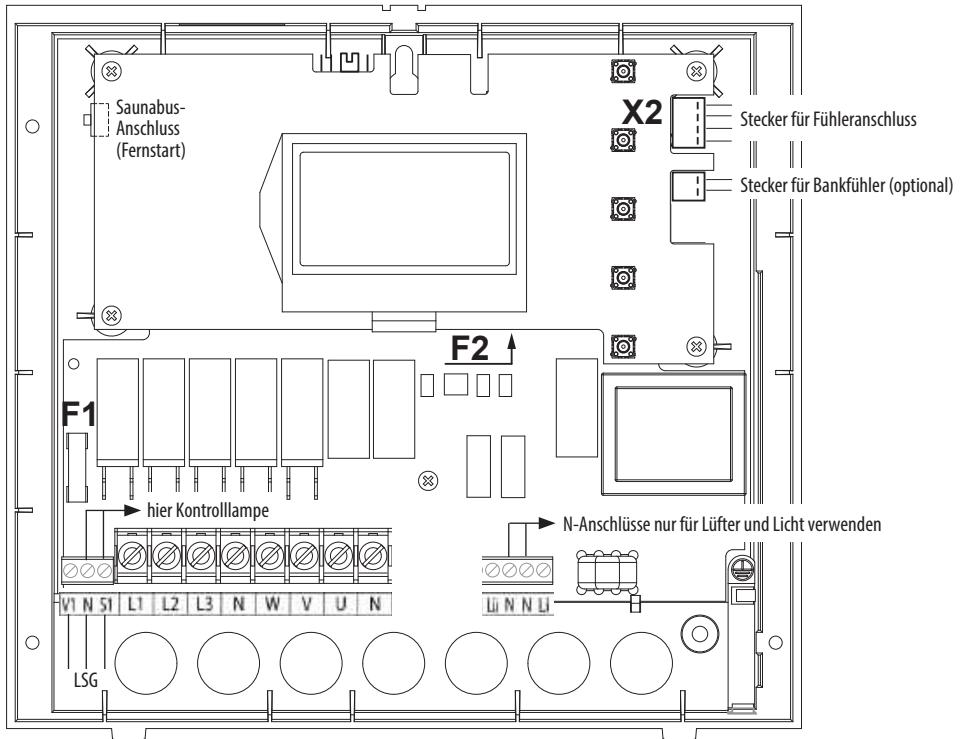 Saunabus-
Anschluss
(Fernstart)
X2
Stecker für Fühleranschluss
Stecker für Bankfühler (optional)
F2
F1
hier Kontrolllampe
N-Anschlüsse nur für Lüfter und Licht verwenden
V1 N S1 L1 L2 L3 N W V U N
Lü N N Li
LSG